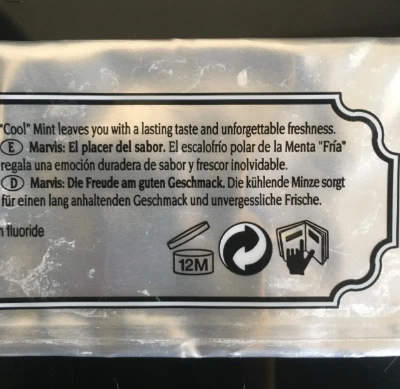 "Cool" Mint leaves you with a lasting taste and unforgettable freshness.
E Marvis: El placer del sabor. El escalofrío polar de la Menta "Fría"
regala una emoción duradera de sabor y frescor inolvidable.
D Marvis: Die Freude am guten Geschmack. Die kühlende Minze sorgt
für einen lang anhaltenden Geschmack und unvergessliche Frische.
fluoride
12M